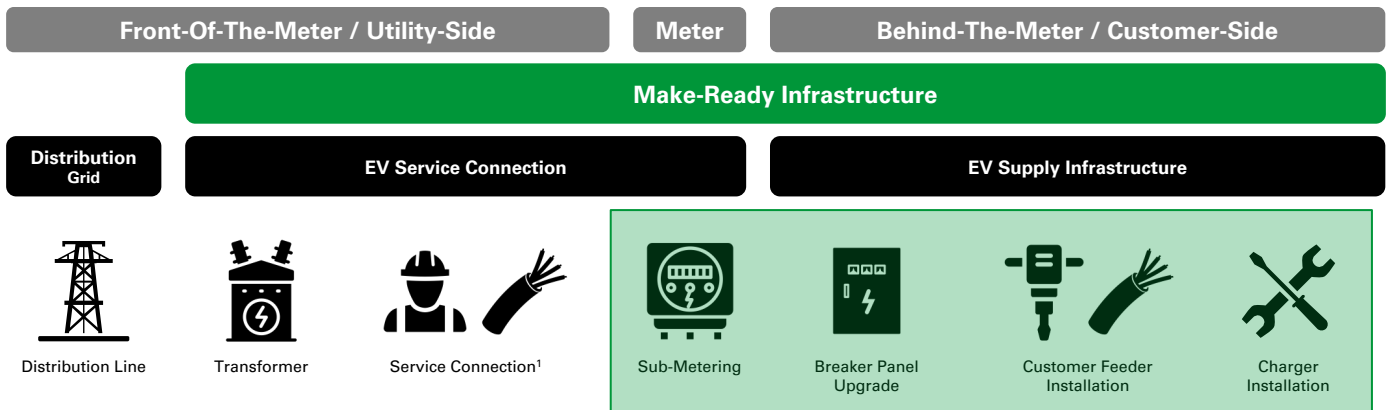 Front-Of-The-Meter / Utility-Side
Meter
Behind-The-Meter / Customer-Side
Make-Ready Infrastructure
Distribution
Grid
EV Service Connection
EV Supply Infrastructure
Distribution Line
Transformer
Service Connection¹
Sub-Metering
Breaker Panel
Upgrade
Customer Feeder
Installation
Charger
Installation